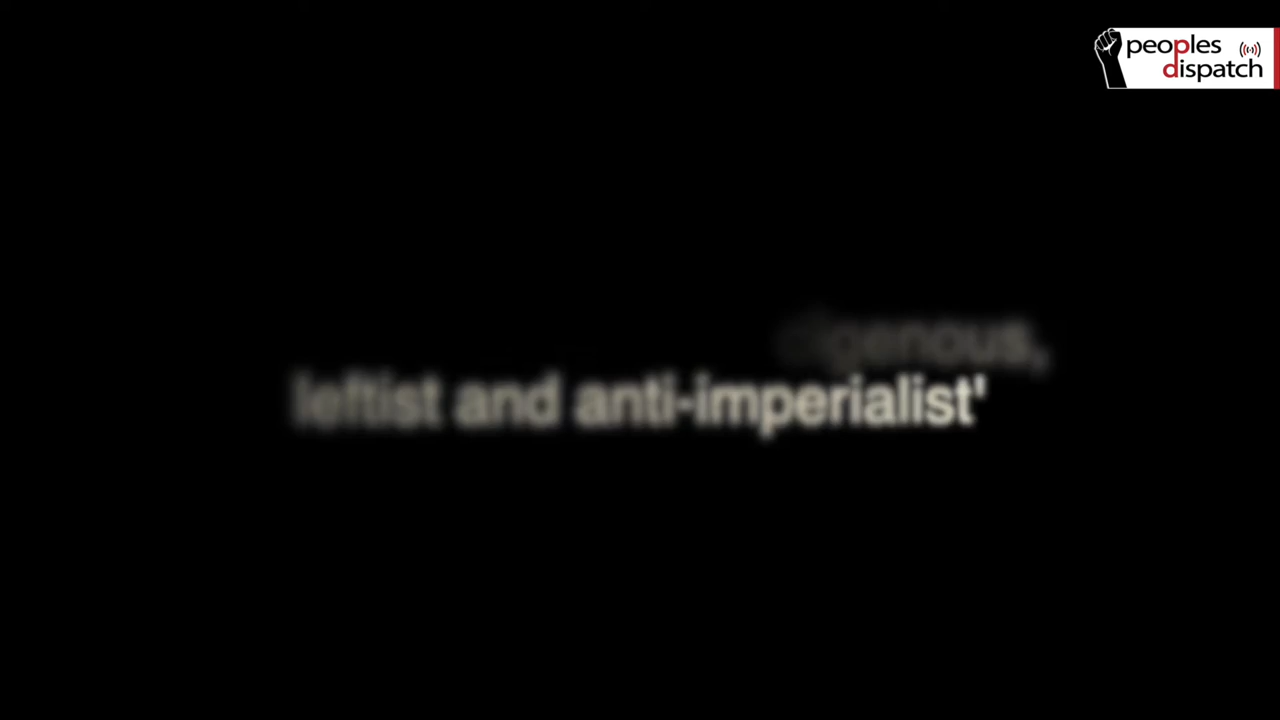 peoples
dispatch
leftist and anti-imperialist'